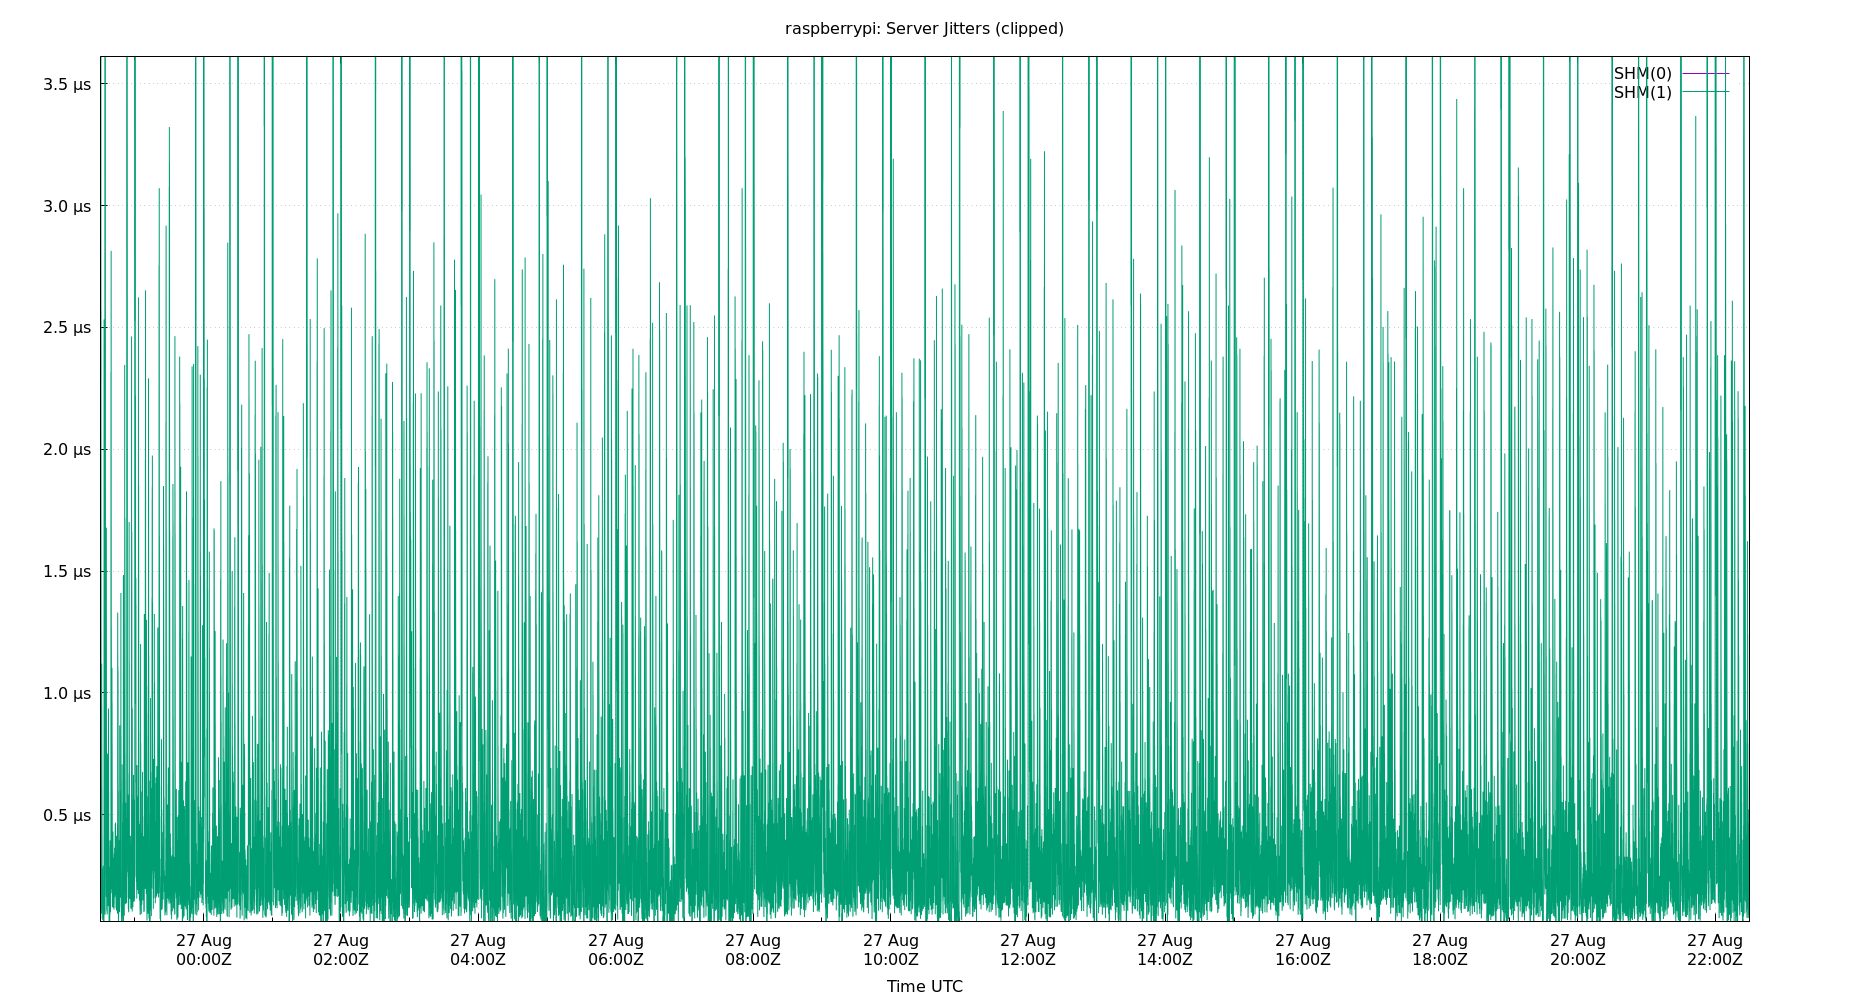 raspberrypi: Server Jitters (clipped)
SHM(0)
SHM(1)
3.5 µs
3.0 µs
2.5 µs
2.0 µs
1.5 µs
1.0 µs
0.5 µs
27 Aug 27 Aug 27 Aug 27 Aug 27 Aug 27 Aug 27 Aug 27 Aug 27 Aug 27 Aug 27 Aug 27 Aug
00:00Z 02:00Z 04:00Z 06:00Z 08:00Z 10:00Z 12:00Z 14:00Z 16:00Z 18:00Z 20:00Z 22:00Z
Time UTC